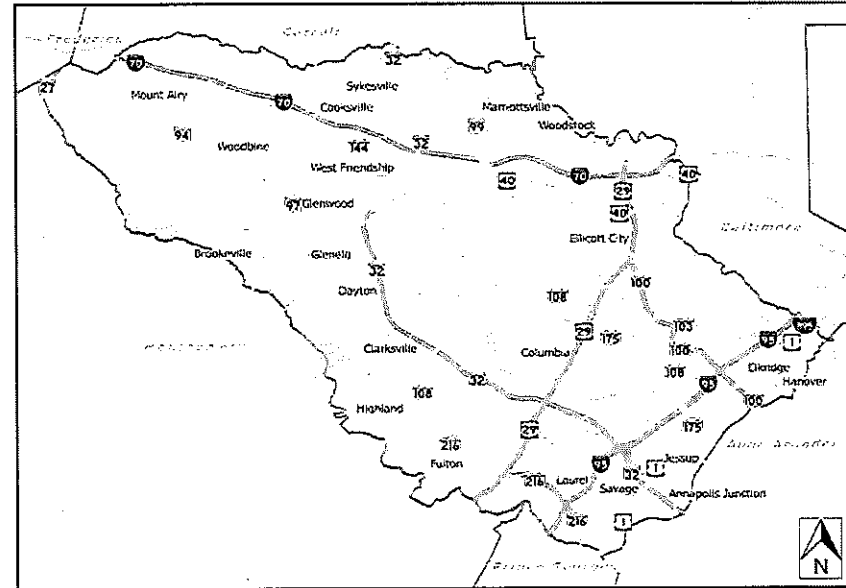 Frederick
Carroll
32
70
27
Sykesville
Mount Airy
70
Cooksville
Marriottsville
99
Woodstock
94
Woodbine
144
32
West Friendship
40
70
40
29
97
Glenwood
40
Ellicott City
Baltimore
Brookeville
Glenelg
32
Dayton
100
108
29
175
103
95
1
Clarksville
Columbia
100
Elkridge
108
Hanover
32
95
108
100
Highland
29
175
Anne Arundel
216
Fulton
95
1
Jessup
216
Laurel
32
Savage
Annapolis Junction
216
1
N